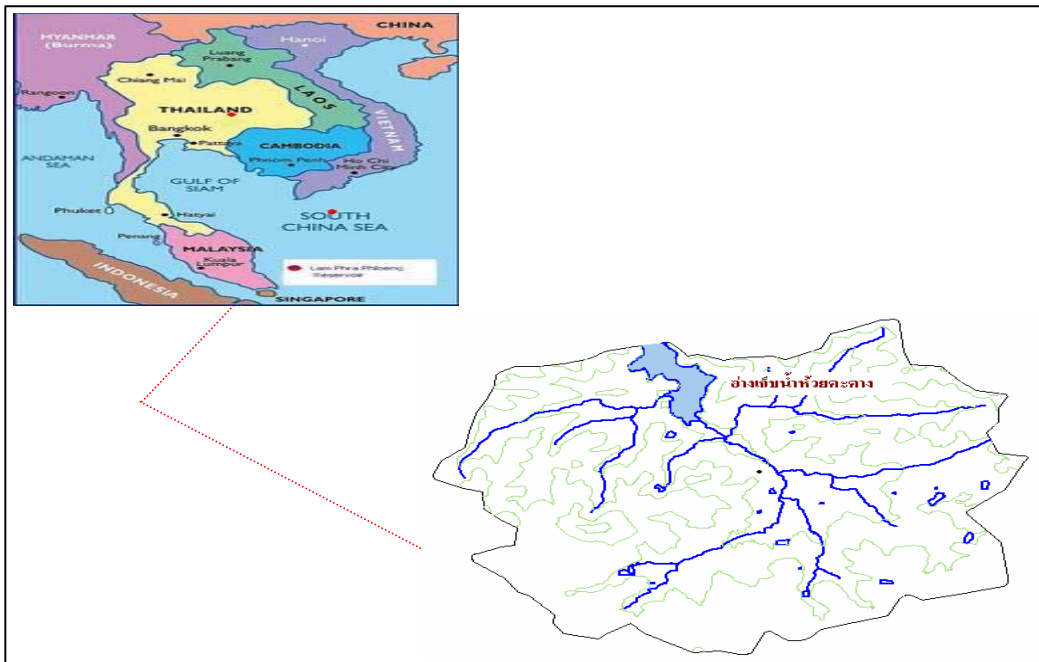 CHINA
MYANMAR
(Burma)
Hanoi
Luang
Prabang
Chiang Mai
LAOS
Rangoon
THAILAND
VIETNAM
Bangkok
Pattaya
CAMBODIA
ANDAMAN
SEA
Phnom Penh
Ho Chi
Minh City
GULF OF
SIAM
SOUTH
CHINA SEA
Phuket
Hatyai
Penang
MALAYSIA
Kuala
Lumpur
Lam Phra Phloeng
Reservoir
INDONESIA
SINGAPORE
อ่างเก็บน้ำห้วยตะคาง